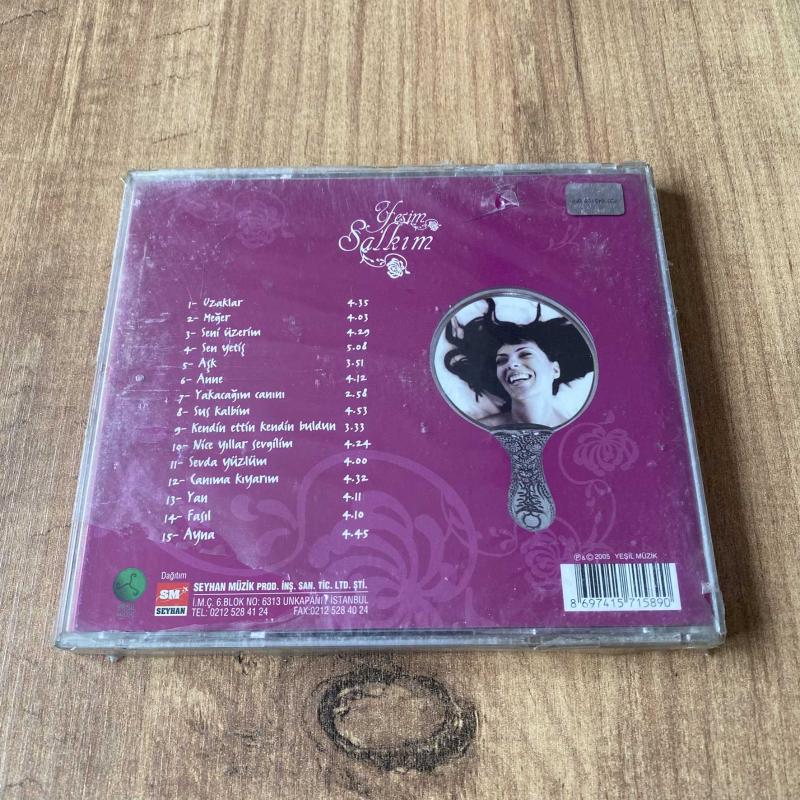 Yeşim
Salkım
1- Uzaklar 4.35
2- Meğer 4.03
3- Seni üzerim 4.29
4- Sen yetiş 5.08
5- Aşk 3.51
6- Anne 4.12
7- Yakacağım canını 2.58
8- Suş kalbim 4.53
9- Kendin ettin kendin buldun 3.33
10- Nice yıllar sevgilim 4.24
11- Sevda yüzlüm 4.00
12- Canıma kıyarım 4.32
13- Yan 4.11
14- Fasıl 4.10
15- Ayna 4.45
℗&© 2005 YEŞİL MÜZİK
Dağıtım
SM
SEYHAN
SEYHAN MÜZİK PROD. İNŞ. SAN. TİC. LTD. ŞTİ.
İ.M.Ç. 6.BLOK NO: 6313 UNKAPANI / İSTANBUL
TEL: 0212 528 41 24 FAX:0212 528 40 24
8 697415 715890